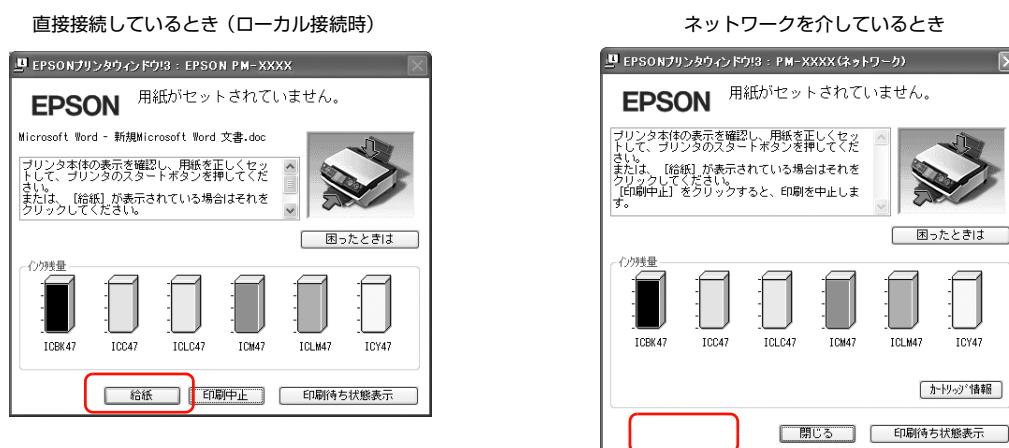 直接接続しているとき（ローカル接続時）
EPSONプリンタウィンドウ!3 : EPSON PM-XXXX
EPSON
用紙がセットされていません。
Microsoft Word - 新規Microsoft Word 文書.doc
プリンタ本体の表示を確認し、用紙を正しくセッ
トして、プリンタのスタートボタンを押してくだ
さい。
または、［給紙］が表示されている場合はそれを
クリックしてください。
困ったときは
インク残量
ICBK47
ICC47
ICLC47
ICM47
ICLM47
ICY47
給紙
印刷中止
印刷待ち状態表示
ネットワークを介しているとき
EPSONプリンタウィンドウ!3 : PM-XXXX(ネットワーク)
EPSON
用紙がセットされていません。
プリンタ本体の表示を確認し、用紙を正しくセッ
トして、プリンタのスタートボタンを押してくだ
さい。
または、［給紙］が表示されている場合はそれを
クリックしてください。
［印刷中止］をクリックすると、印刷を中止しま
す。
困ったときは
インク残量
ICBK47
ICC47
ICLC47
ICM47
ICLM47
ICY47
カートリッジ情報
閉じる
印刷待ち状態表示